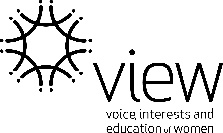 view
voice, interests and
education of women